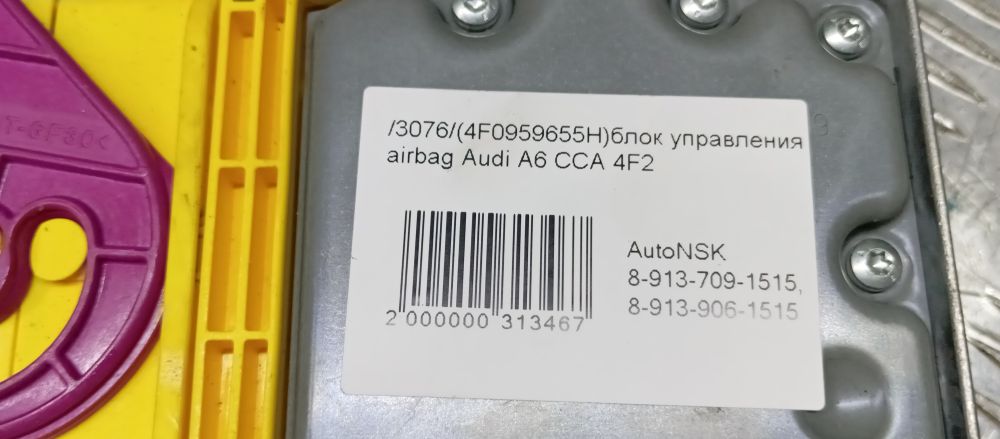 /3076/(4F0959655H)блок управления
airbag Audi A6 CCA 4F2
AutoNSK
8-913-709-1515,
8-913-906-1515
2 000000 313467